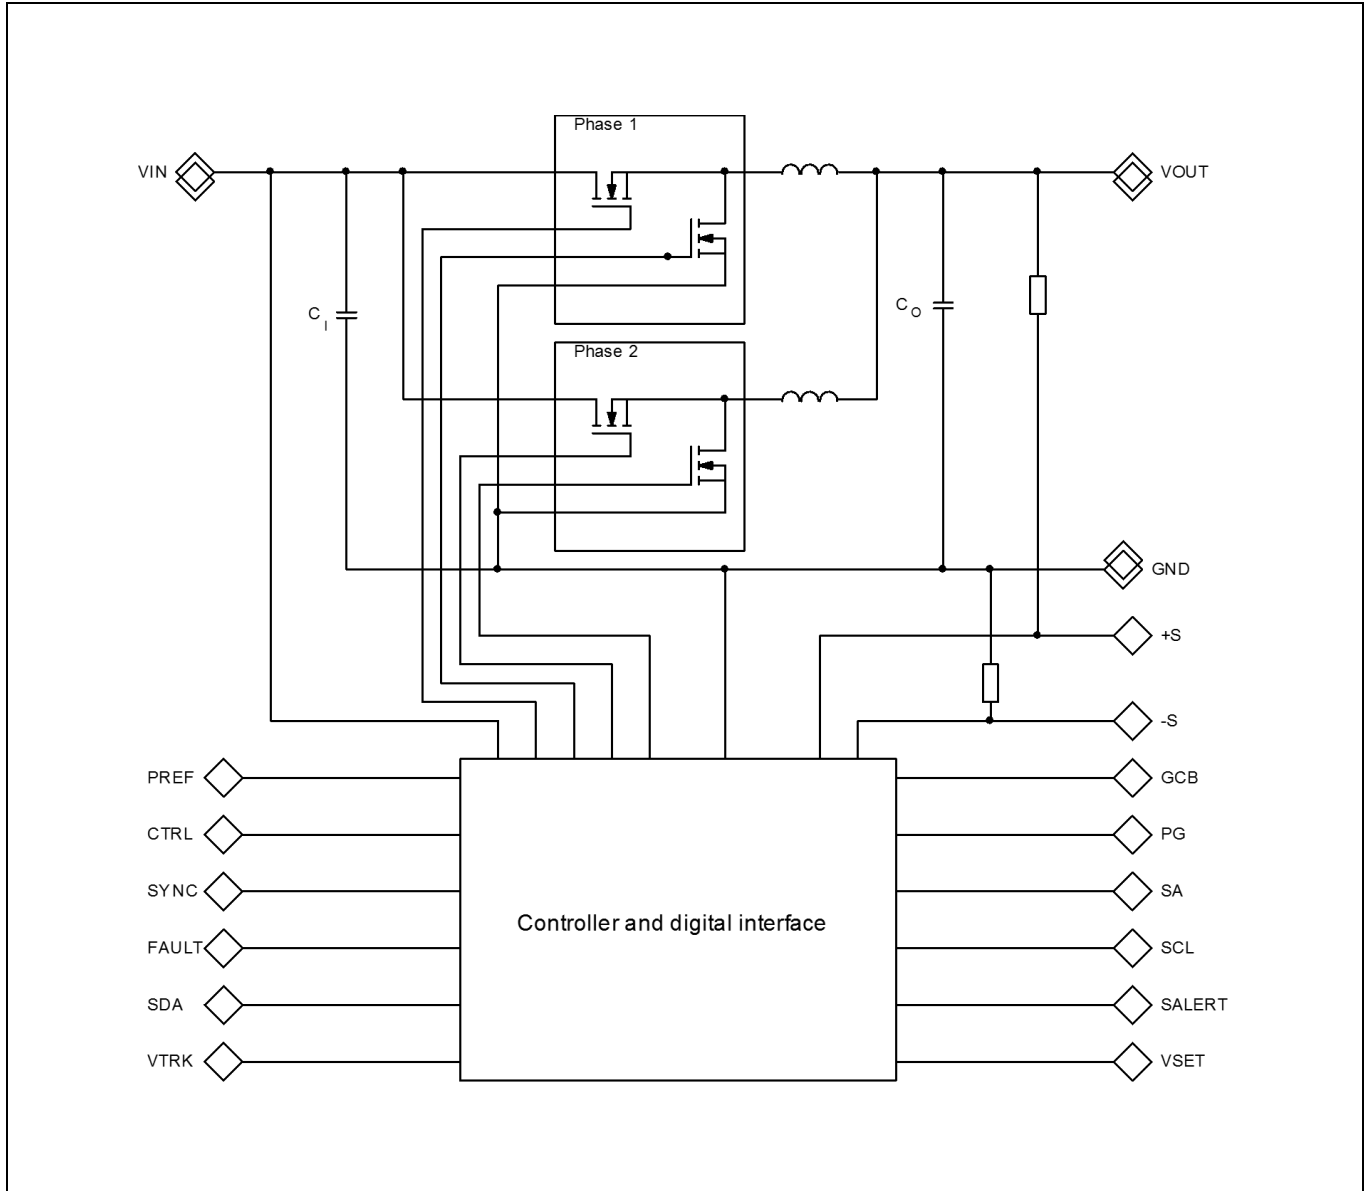 Phase 1
VIN
VOUT
C I
C O
Phase 2
GND
+S
-S
PREF
GCB
CTRL
PG
SYNC
SA
Controller and digital interface
FAULT
SCL
SDA
SALERT
VTRK
VSET